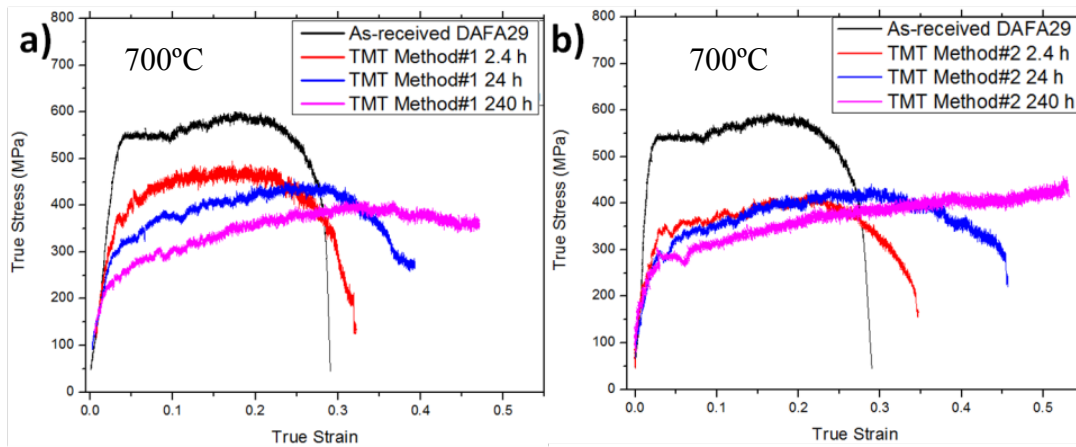 a)
700ºC
As-received DAFA29
TMT Method#1 2.4 h
TMT Method#1 24 h
TMT Method#1 240 h
True Stress (MPa)
800
700
600
500
400
300
200
100
0
0.0 0.1 0.2 0.3 0.4 0.5
True Strain
b)
700ºC
As-received DAFA29
TMT Method#2 2.4 h
TMT Method#2 24 h
TMT Method#2 240 h
True Stress (MPa)
800
700
600
500
400
300
200
100
0
0.0 0.1 0.2 0.3 0.4 0.5
True Strain